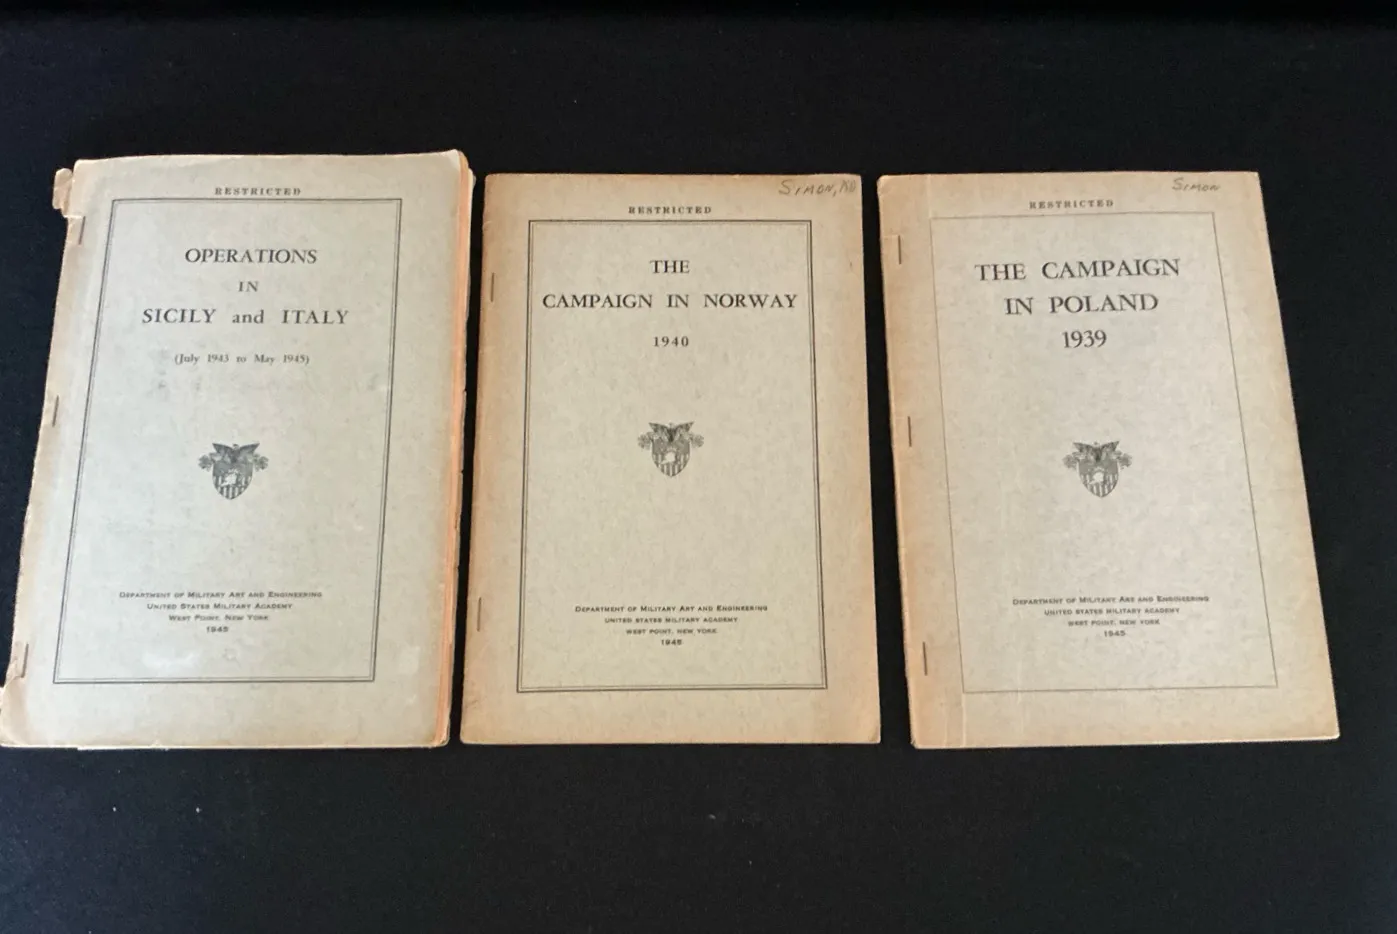 RESTRICTED
OPERATIONS
IN
SICILY and ITALY
(July 1943 to May 1945)
DEPARTMENT OF MILITARY ART AND ENGINEERING
UNITED STATES MILITARY ACADEMY
WEST POINT, NEW YORK
1945
SIMON,
RESTRICTED
THE
CAMPAIGN IN NORWAY
1940
DEPARTMENT OF MILITARY ART AND ENGINEERING
UNITED STATES MILITARY ACADEMY
WEST POINT, NEW YORK
1945
SIMON
RESTRICTED
THE CAMPAIGN
IN POLAND
1939
DEPARTMENT OF MILITARY ART AND ENGINEERING
UNITED STATES MILITARY ACADEMY
WEST POINT, NEW YORK
1945